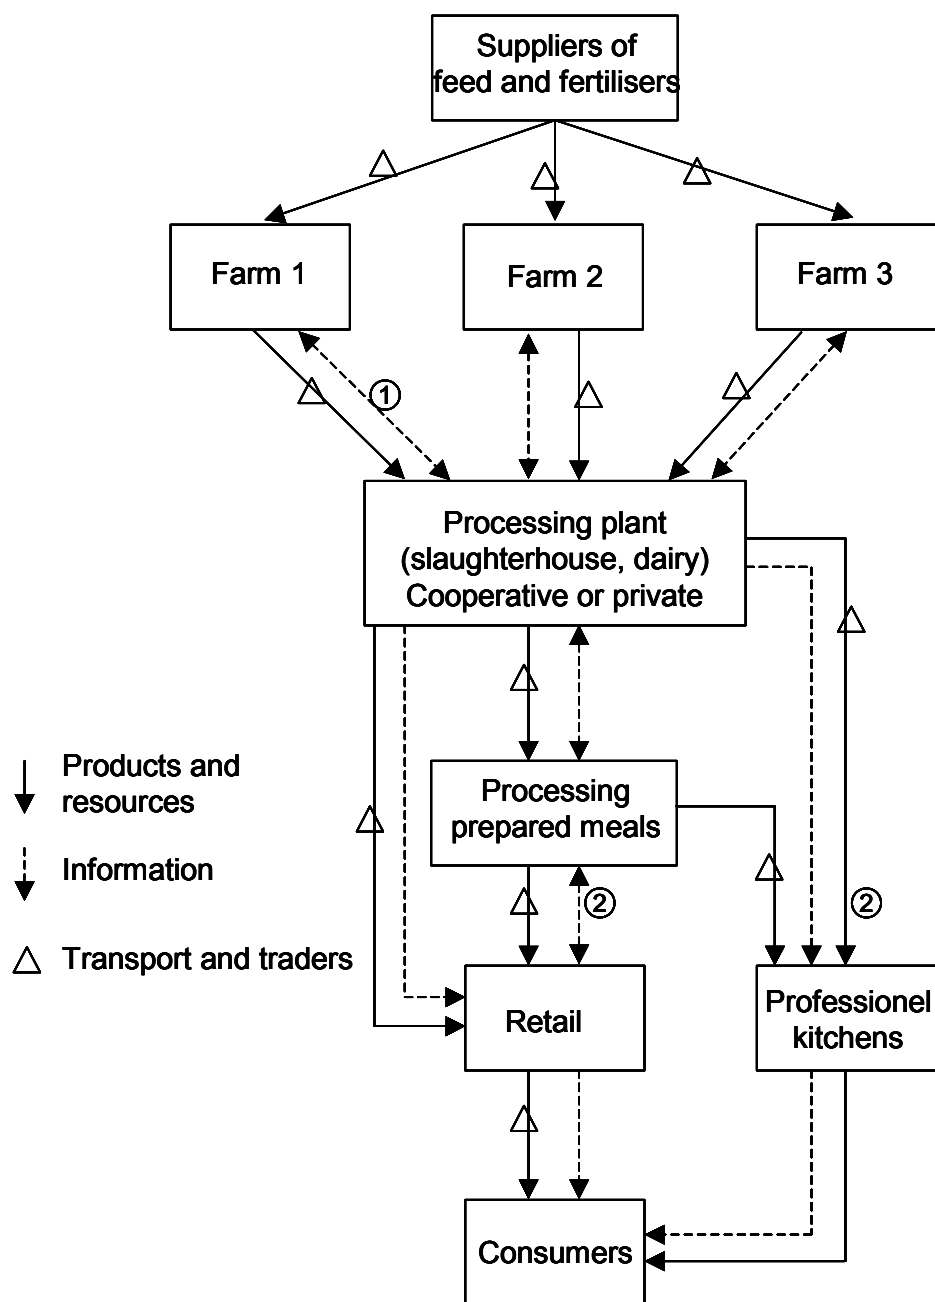 Suppliers of
feed and fertilisers
Farm 1
Farm 2
Farm 3
1
Processing plant
(slaughterhouse, dairy)
Cooperative or private
Products and
resources
Information
Transport and traders
Processing
prepared meals
2
2
Retail
Professionel
kitchens
Consumers